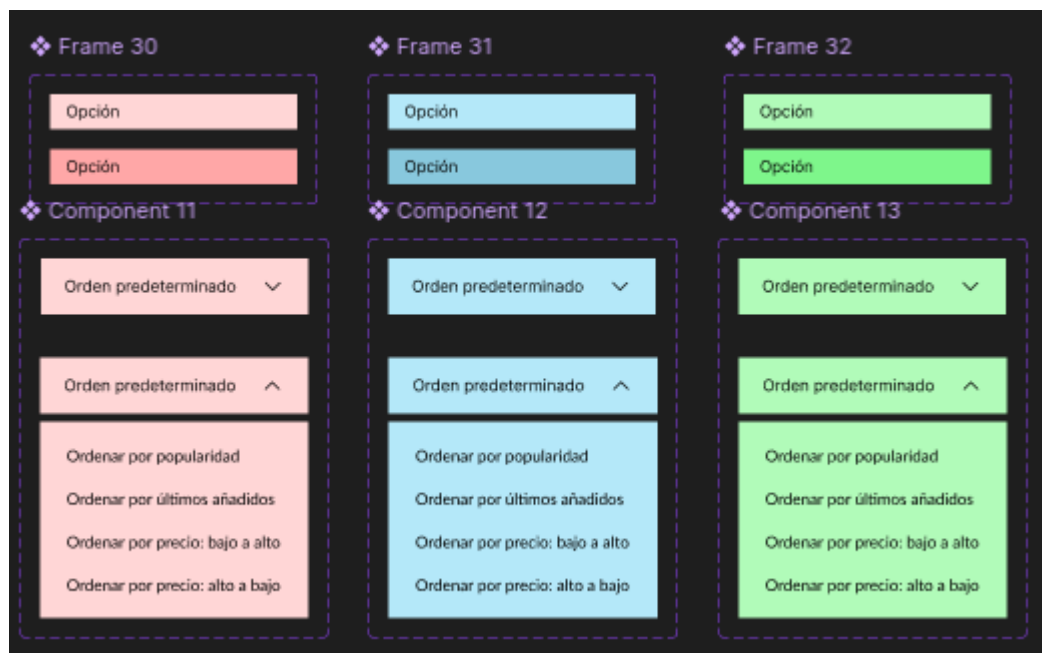 Frame 30
Frame 31
Frame 32
Opción
Opción
Opción
Opción
Opción
Opción
Component 11
Component 12
Component 13
Orden predeterminado
Orden predeterminado
Orden predeterminado
Orden predeterminado
Orden predeterminado
Orden predeterminado
Ordenar por popularidad
Ordenar por popularidad
Ordenar por popularidad
Ordenar por últimos añadidos
Ordenar por últimos añadidos
Ordenar por últimos añadidos
Ordenar por precio: bajo a alto
Ordenar por precio: bajo a alto
Ordenar por precio: bajo a alto
Ordenar por precio: alto a bajo
Ordenar por precio: alto a bajo
Ordenar por precio: alto a bajo